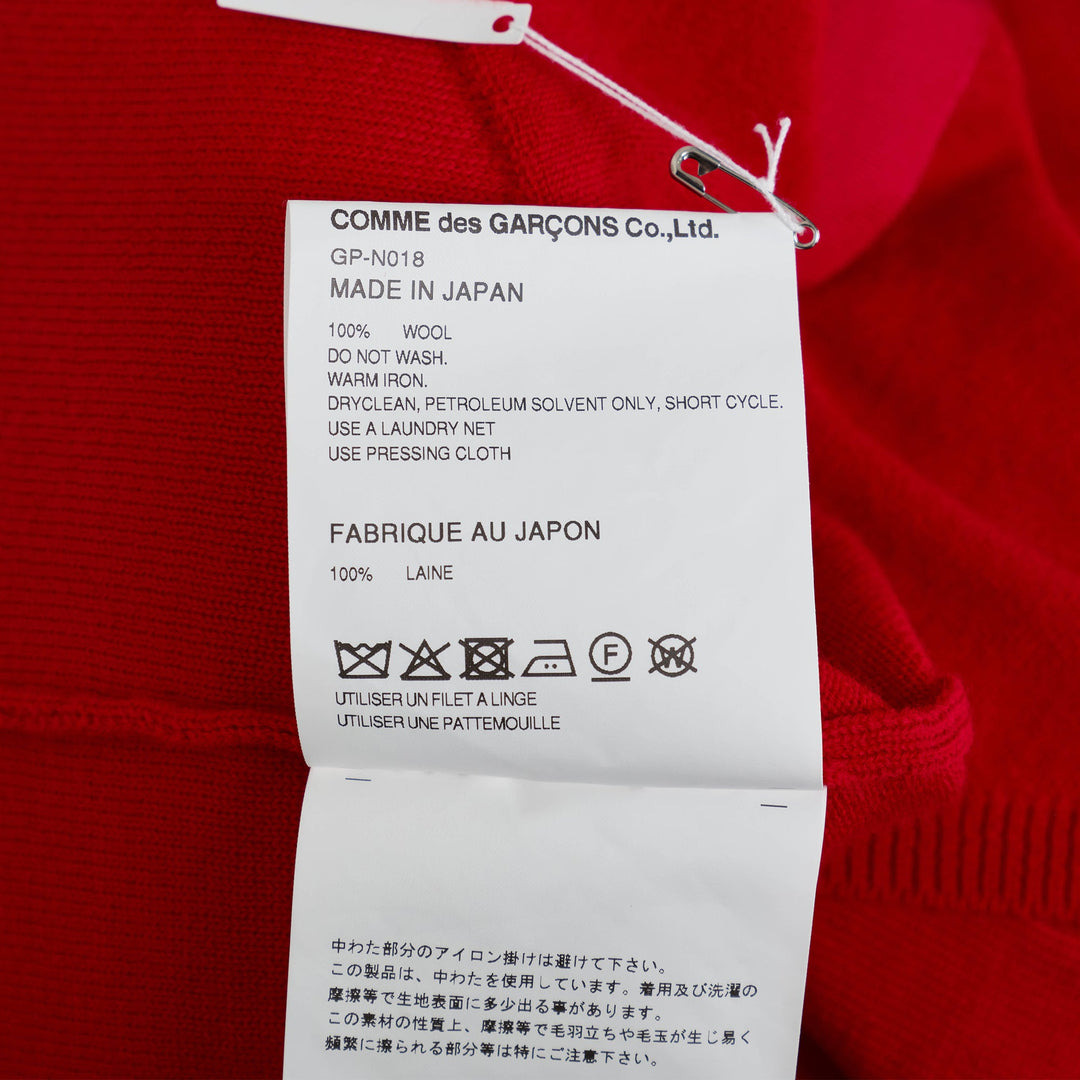 COMME des GARÇONS Co.,Ltd.
GP-N018
MADE IN JAPAN
100% WOOL
DO NOT WASH.
WARM IRON.
DRYCLEAN, PETROLEUM SOLVENT ONLY, SHORT CYCLE.
USE A LAUNDRY NET
USE PRESSING CLOTH
FABRIQUE AU JAPON
100% LAINE
F W
UTILISER UN FILET A LINGE
UTILISER UNE PATTEMOUILLE
中わた部分のアイロン掛けは避けて下さい。
この製品は、中わたを使用しています。着用及び洗濯の
摩擦等で生地表面に多少出る事があります。
この素材の性質上、摩擦等で毛羽立ちや毛玉が生じ易く
頻繁に擦られる部分等は特にご注意下さい。